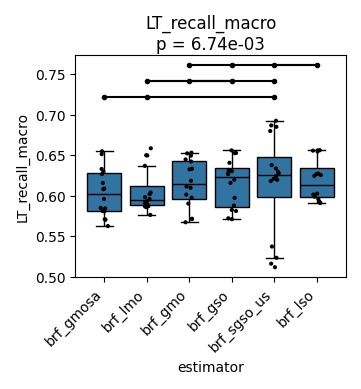 LT_recall_macro
p = 6.74e-03
LT_recall_macro
0.75
0.70
0.65
0.60
0.55
0.50
brf_gmosa
brf_lmo
brf_gmo
brf_gso
brf_sgso_us
brf_lso
estimator